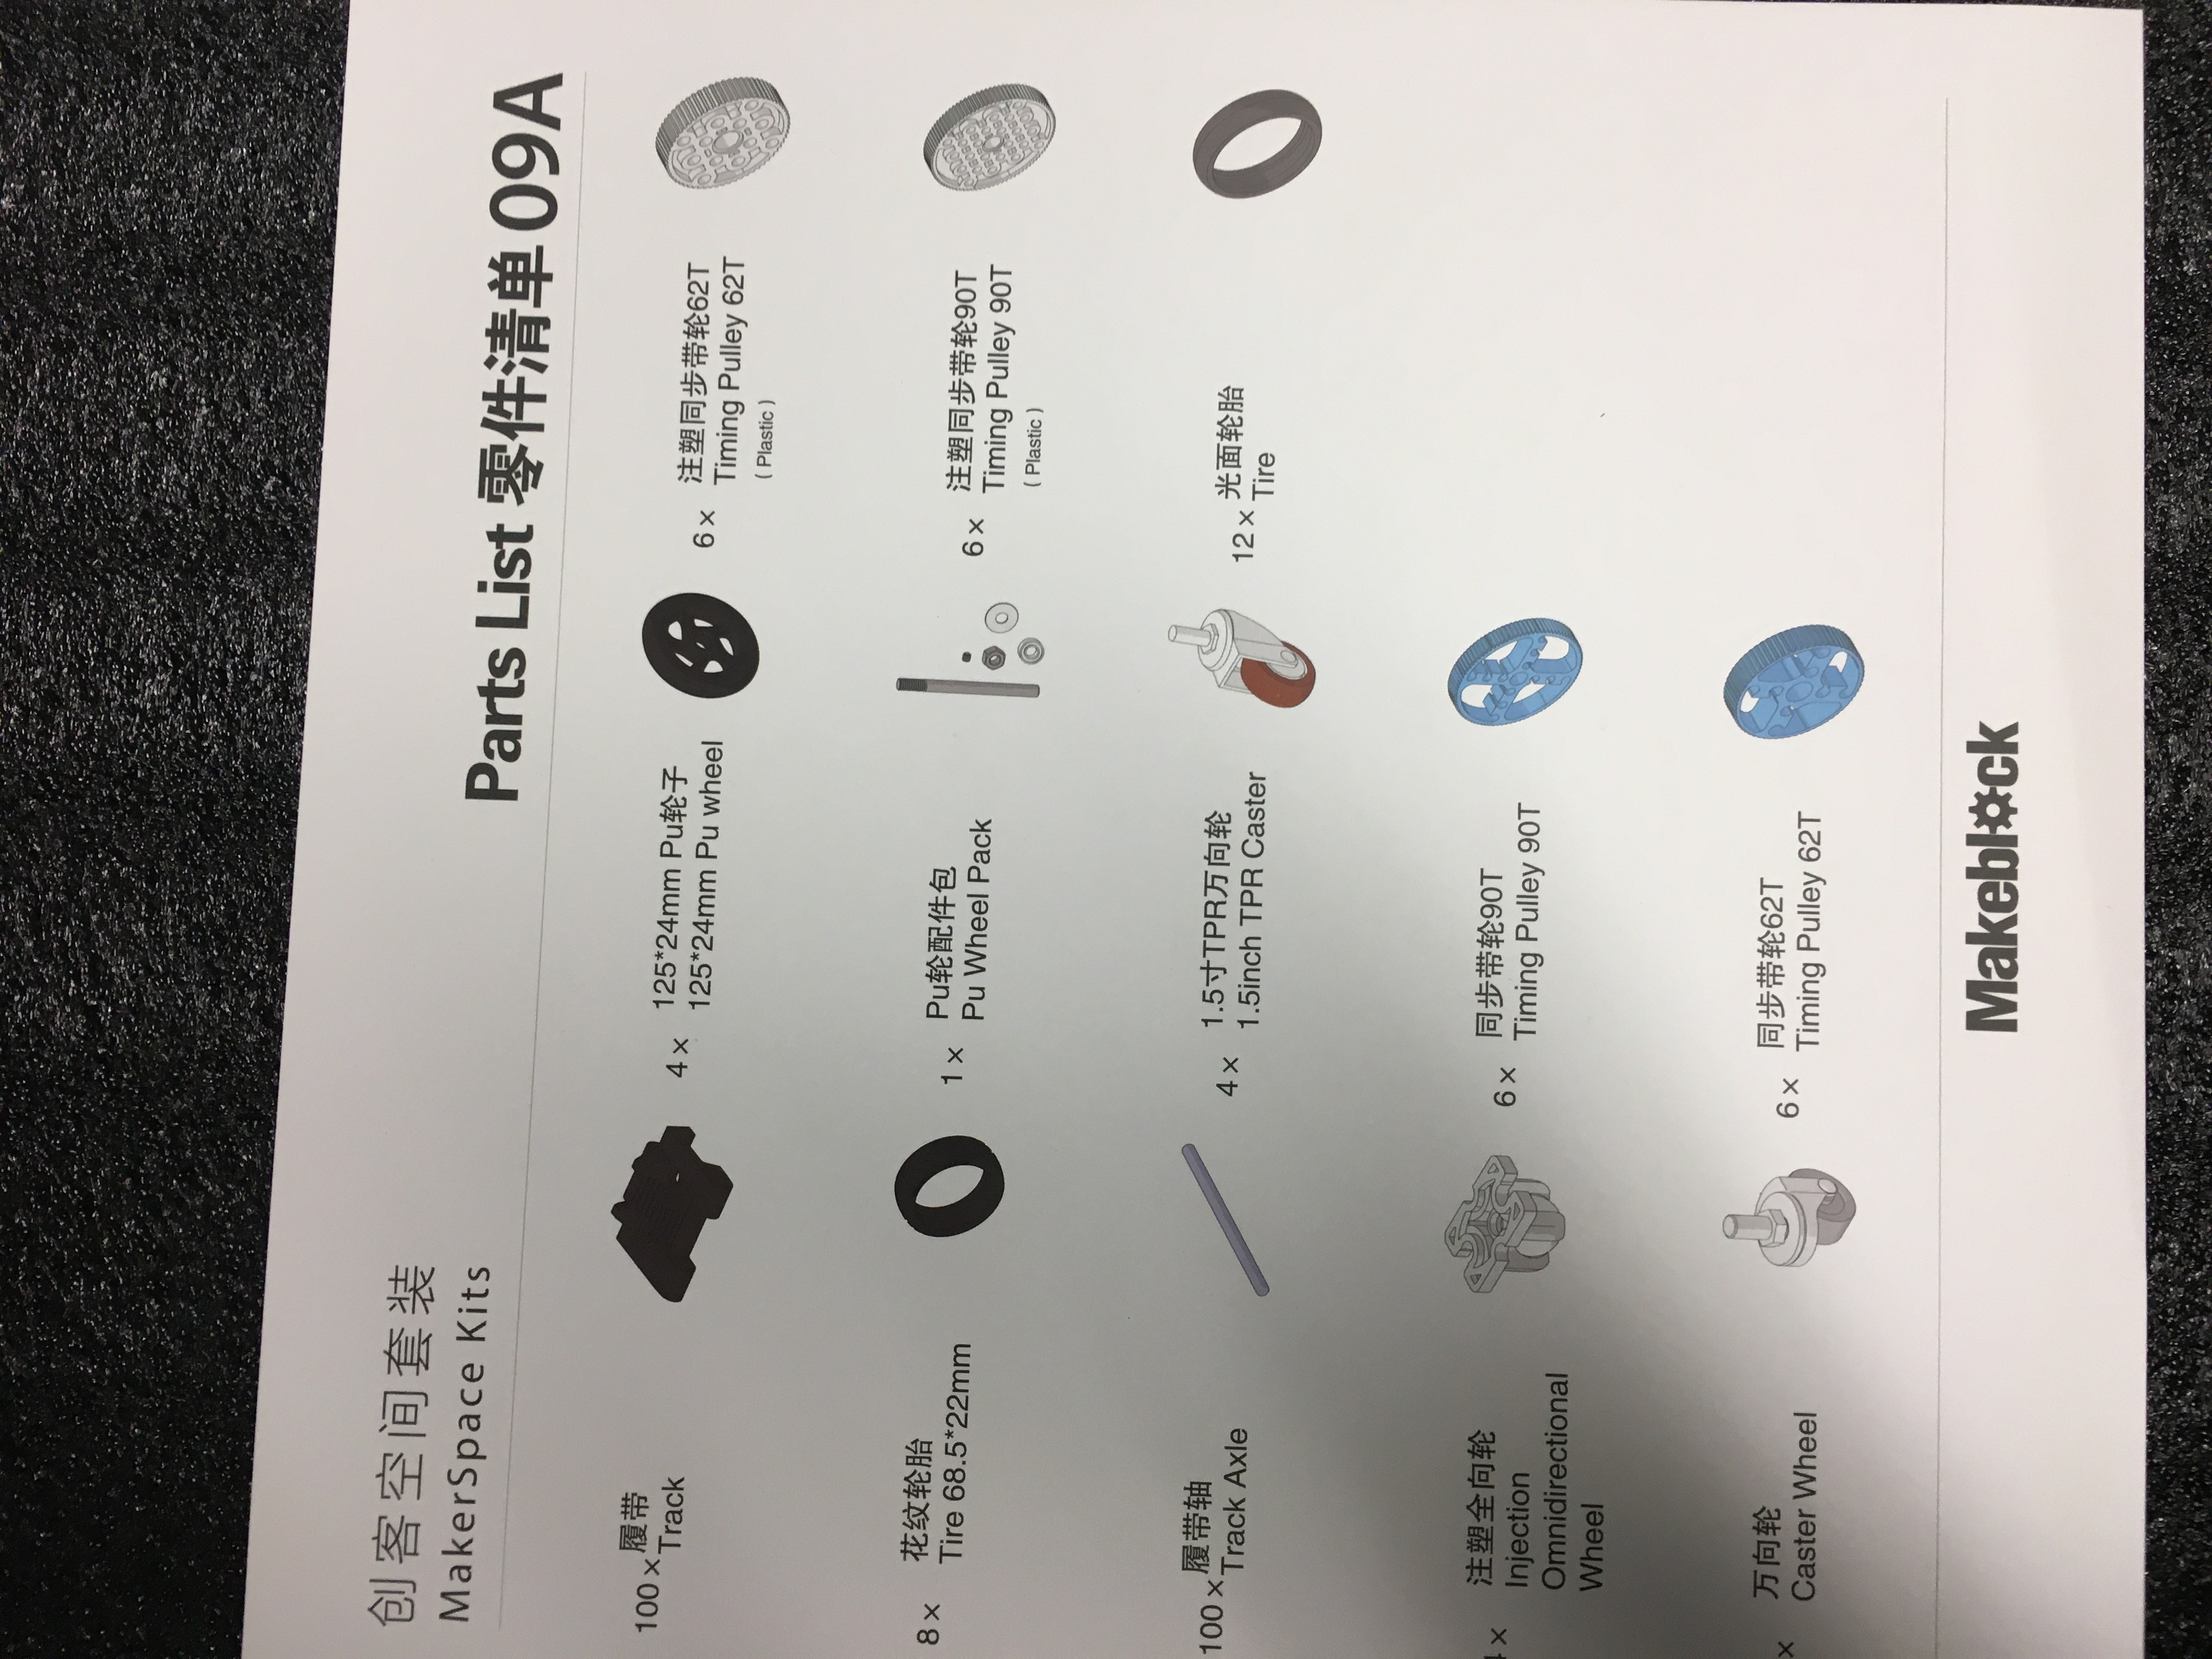 创客空间套装
MakerSpace Kits
Parts List 零件清单 09A
100 × 履带
Track
4 × 125*24mm Pu轮子
125*24mm Pu wheel
6 × 注塑同步带轮62T
Timing Pulley 62T
( Plastic )
8 × 花纹轮胎
Tire 68.5*22mm
1 × Pu轮配件包
Pu Wheel Pack
6 × 注塑同步带轮90T
Timing Pulley 90T
( Plastic )
100 × 履带轴
Track Axle
4 × 1.5寸TPR万向轮
1.5inch TPR Caster
12 × 光面轮胎
Tire
× 注塑全向轮
Injection
Omnidirectional
Wheel
6 × 同步带轮90T
Timing Pulley 90T
× 万向轮
Caster Wheel
6 × 同步带轮62T
Timing Pulley 62T
Makeblock